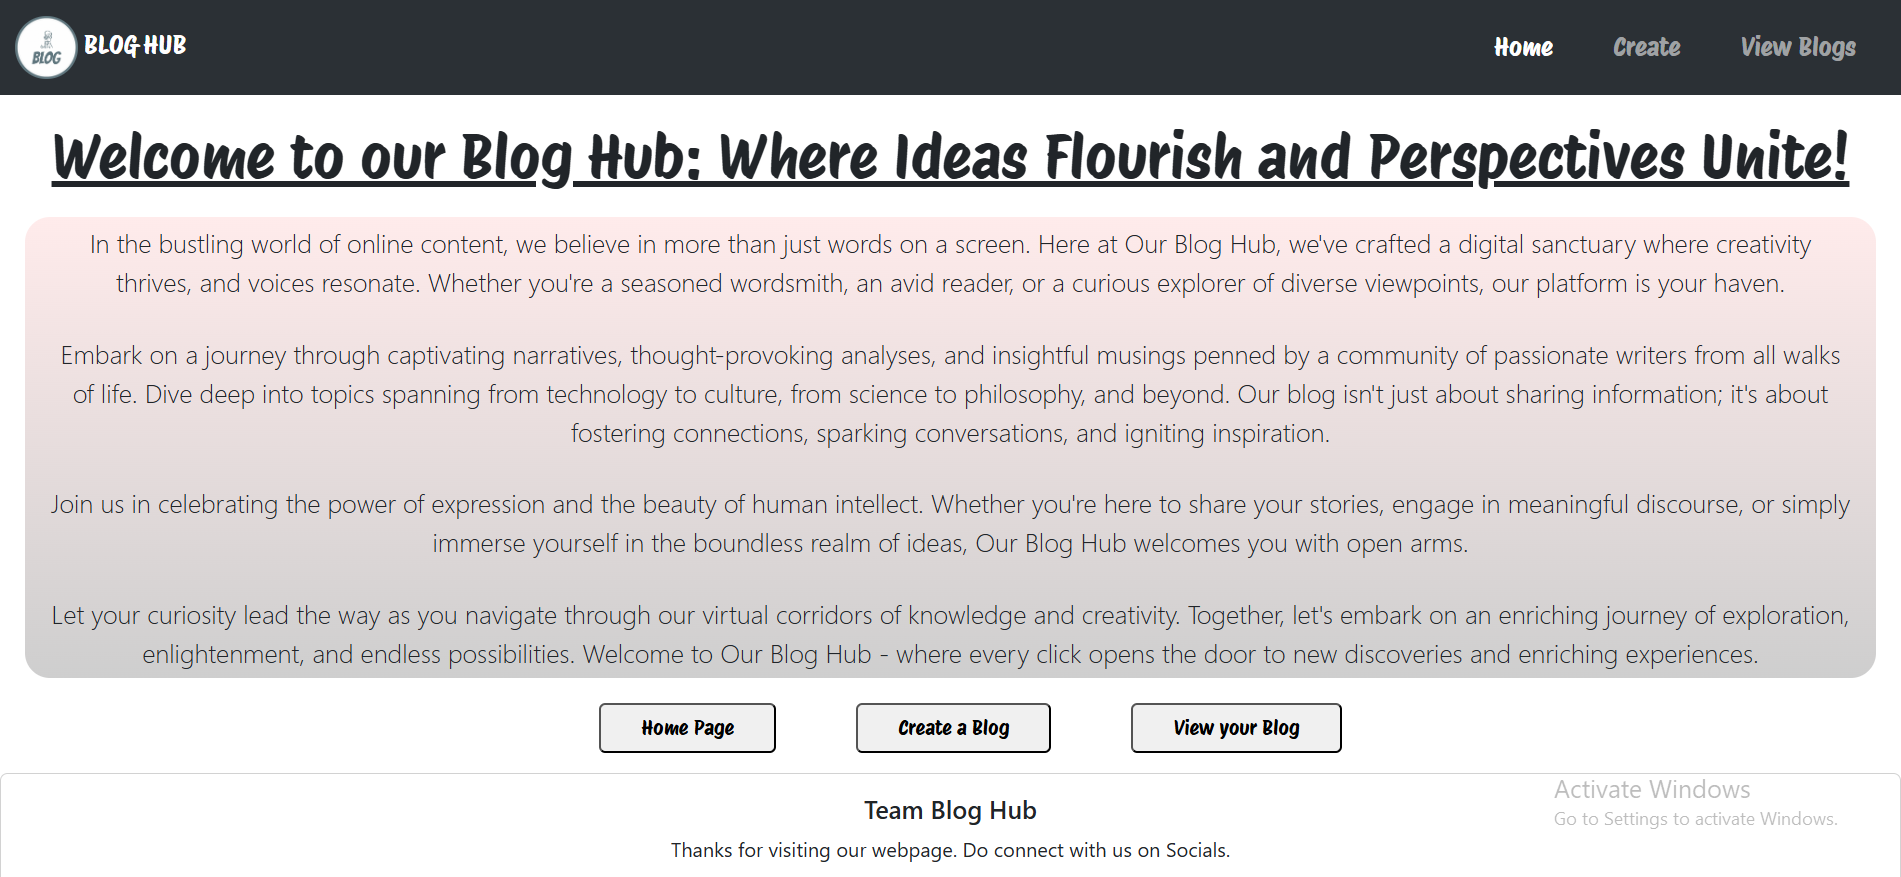 BLOG
BLOG HUB
Home
Create
View Blogs
Welcome to our Blog Hub: Where Ideas Flourish and Perspectives Unite!
In the bustling world of online content, we believe in more than just words on a screen. Here at Our Blog Hub, we've crafted a digital sanctuary where creativity
thrives, and voices resonate. Whether you're a seasoned wordsmith, an avid reader, or a curious explorer of diverse viewpoints, our platform is your haven.
Embark on a journey through captivating narratives, thought-provoking analyses, and insightful musings penned by a community of passionate writers from all walks
of life. Dive deep into topics spanning from technology to culture, from science to philosophy, and beyond. Our blog isn't just about sharing information; it's about
fostering connections, sparking conversations, and igniting inspiration.
Join us in celebrating the power of expression and the beauty of human intellect. Whether you're here to share your stories, engage in meaningful discourse, or simply
immerse yourself in the boundless realm of ideas, Our Blog Hub welcomes you with open arms.
Let your curiosity lead the way as you navigate through our virtual corridors of knowledge and creativity. Together, let's embark on an enriching journey of exploration,
enlightenment, and endless possibilities. Welcome to Our Blog Hub - where every click opens the door to new discoveries and enriching experiences.
Home Page
Create a Blog
View your Blog
Team Blog Hub
Thanks for visiting our webpage. Do connect with us on Socials.
Activate Windows
Go to Settings to activate Windows.